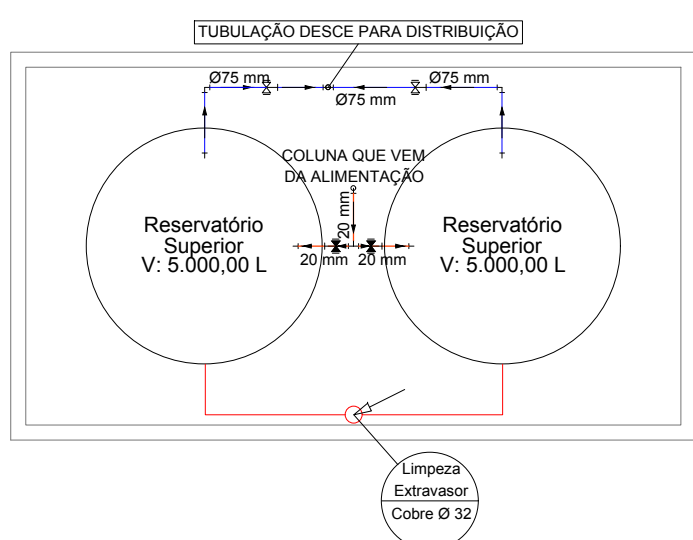 TUBULAÇÃO DESCE PARA DISTRIBUIÇÃO
Ø75 mm
Ø75 mm
Ø75 mm
COLUNA QUE VEM
DA ALIMENTAÇÃO
20 mm
Reservatório
Superior
V: 5.000,00 L
20 mm
20 mm
Reservatório
Superior
V: 5.000,00 L
Limpeza
Extravasor
Cobre Ø 32